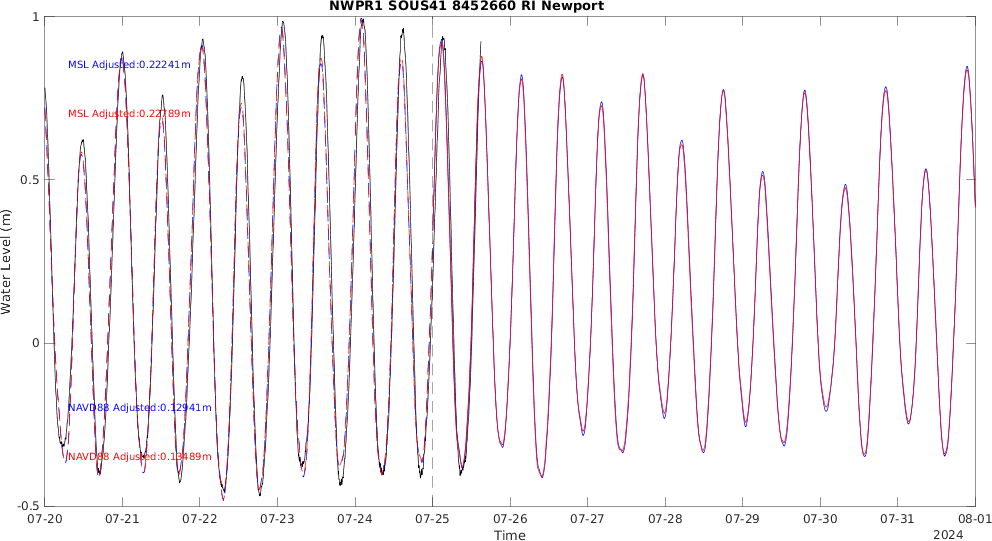 NWPR1 SOUS41 8452660 RI Newport
1
MSL Adjusted:0.22241m
MSL Adjusted:0.22789m
0.5
Water Level (m)
0
NAVD88 Adjusted:0.12941m
NAVD88 Adjusted:0.13489m
-0.5
07-20 07-21 07-22 07-23 07-24 07-25 07-26 07-27 07-28 07-29 07-30 07-31 08-01
Time
2024